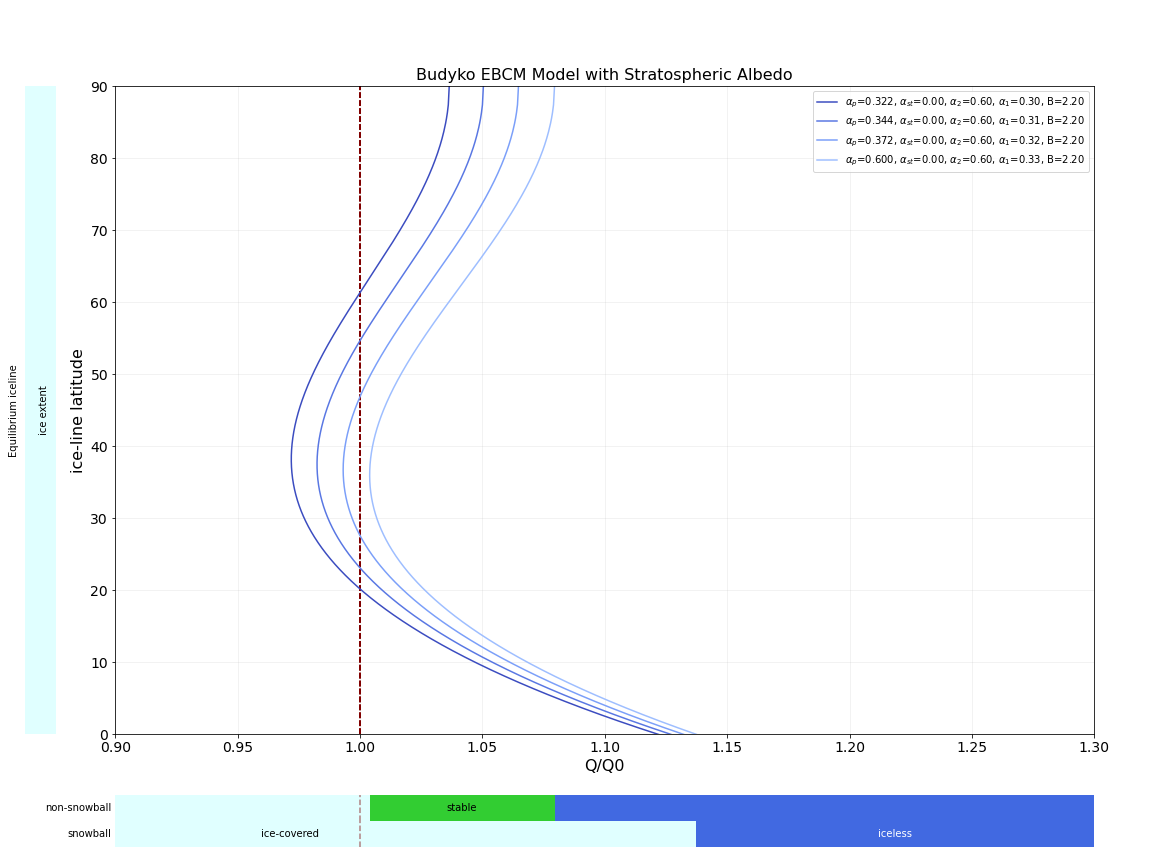 Budyko EBCM Model with Stratospheric Albedo
αp=0.322, αst=0.00, α2=0.60, α1=0.30, B=2.20
αp=0.344, αst=0.00, α2=0.60, α1=0.31, B=2.20
αp=0.372, αst=0.00, α2=0.60, α1=0.32, B=2.20
αp=0.600, αst=0.00, α2=0.60, α1=0.33, B=2.20
Equilibrium iceline
ice extent
ice-line latitude
90
80
70
60
50
40
30
20
10
0
0.90 0.95 1.00 1.05 1.10 1.15 1.20 1.25 1.30
Q/Q0
non-snowball stable
snowball ice-covered iceless